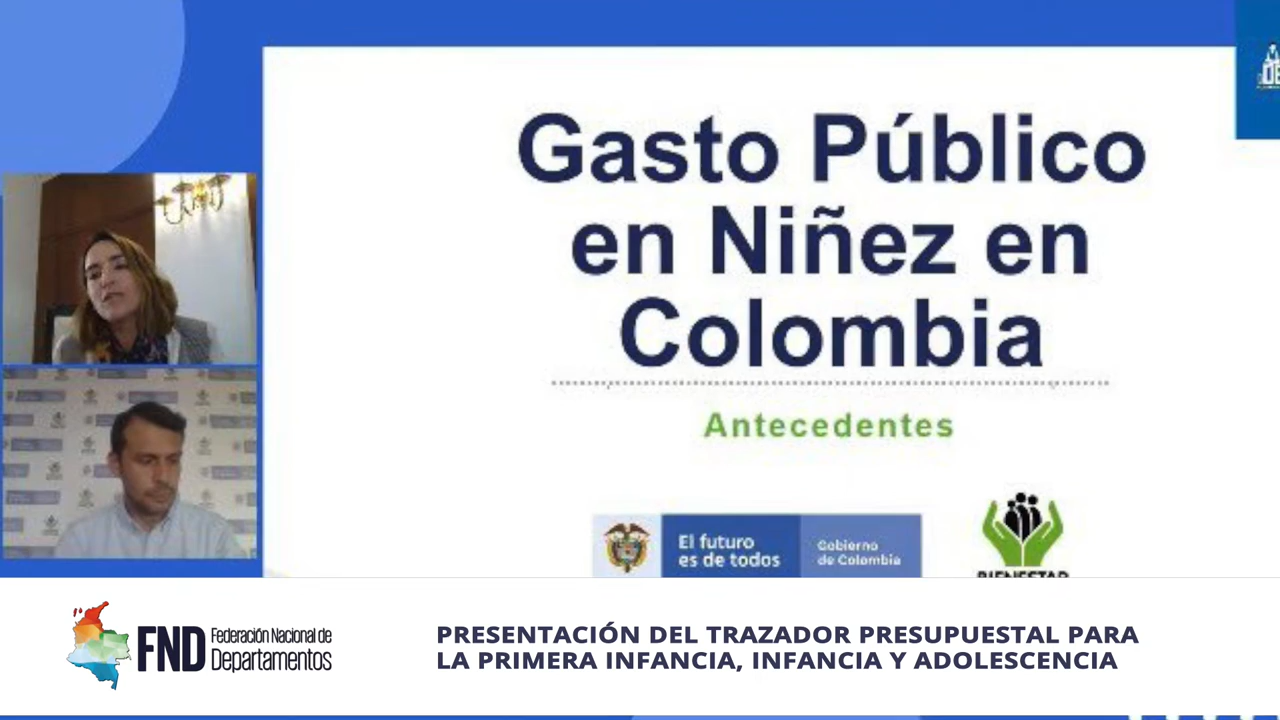 Gasto Público
en Niñez en
Colombia
Antecedentes
El futuro
es de todos
Gobierno
de Colombia
BIENESTAR
FND
Federación Nacional de
Departamentos
PRESENTACIÓN DEL TRAZADOR PRESUPUESTAL PARA
LA PRIMERA INFANCIA, INFANCIA Y ADOLESCENCIA